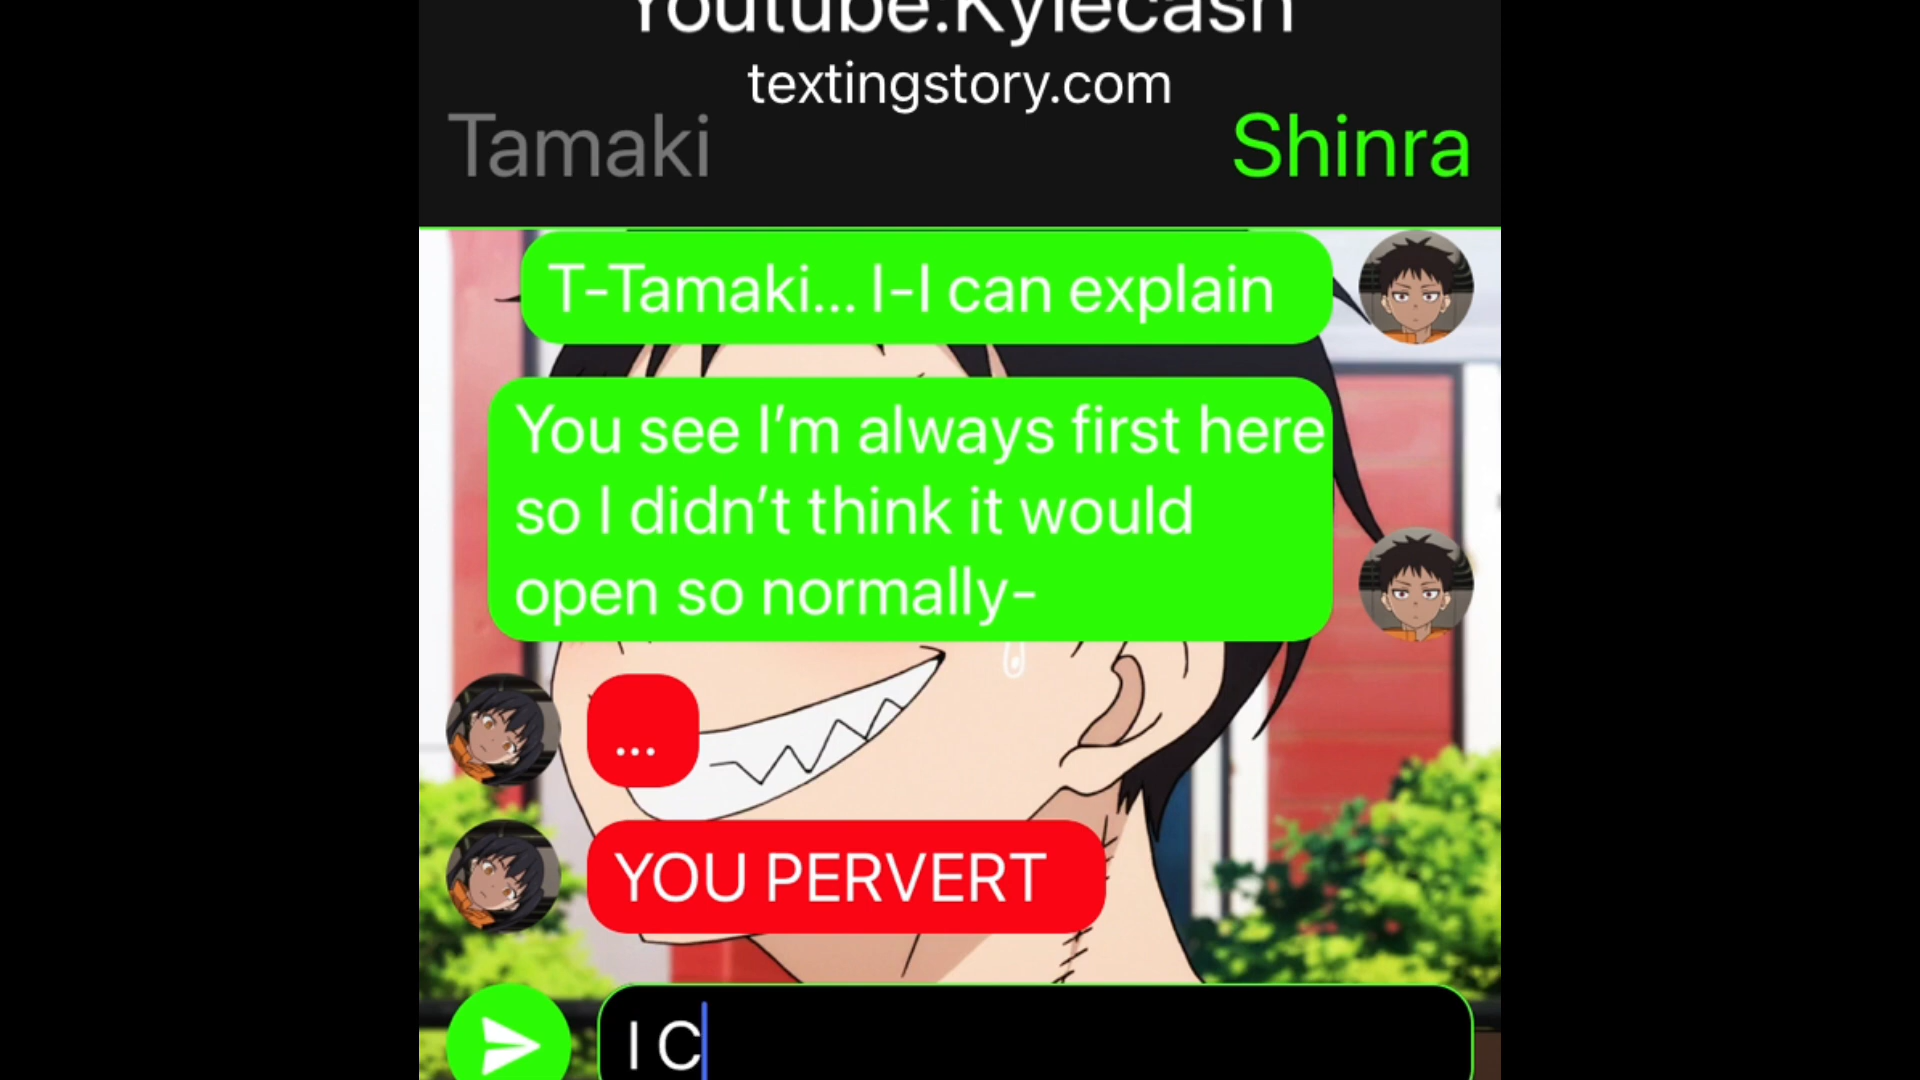 Youtube:Kylecash
textingstory.com
Tamaki
Shinra
T-Tamaki... I-I can explain
You see I’m always first here
so I didn’t think it would
open so normally-
...
YOU PERVERT
I C